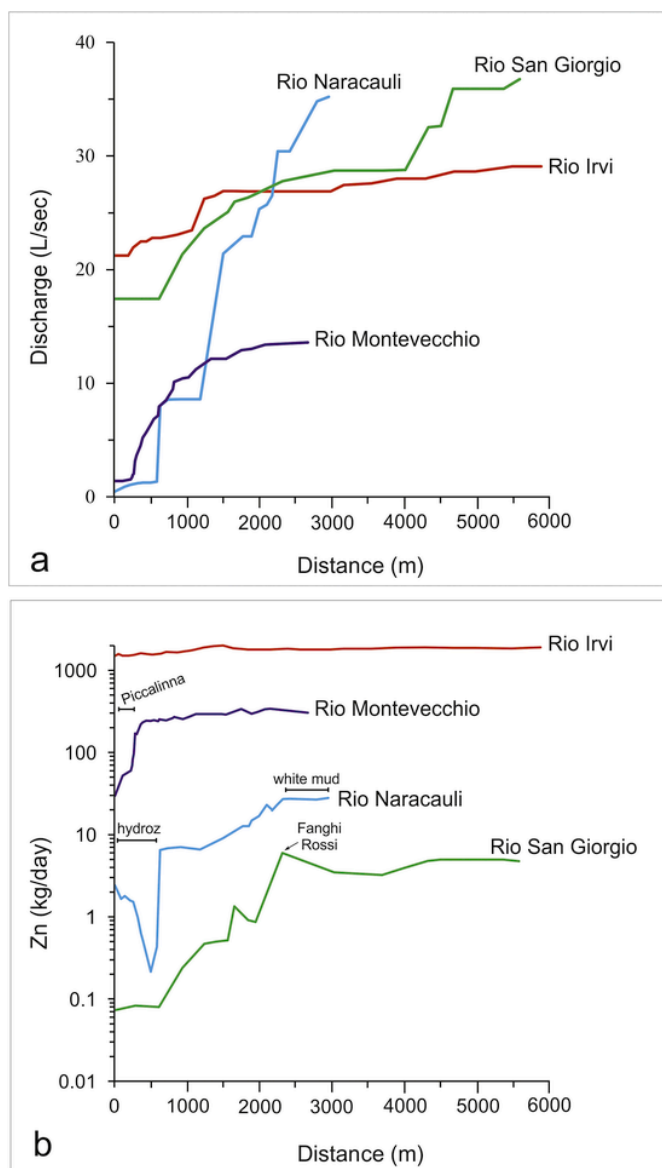 40
Rio Naracauli
Rio San Giorgio
30
Rio Irvi
20
Rio Montevecchio
10
0
Discharge (L/sec)
0 1000 2000 3000 4000 5000 6000
Distance (m)
a
Rio Irvi
1000
Piccalinna
Rio Montevecchio
100
white mud
Rio Naracauli
hydroz
10
Fanghi
Rossi
Rio San Giorgio
1
0.1
0.01
Zn (kg/day)
0 1000 2000 3000 4000 5000 6000
Distance (m)
b